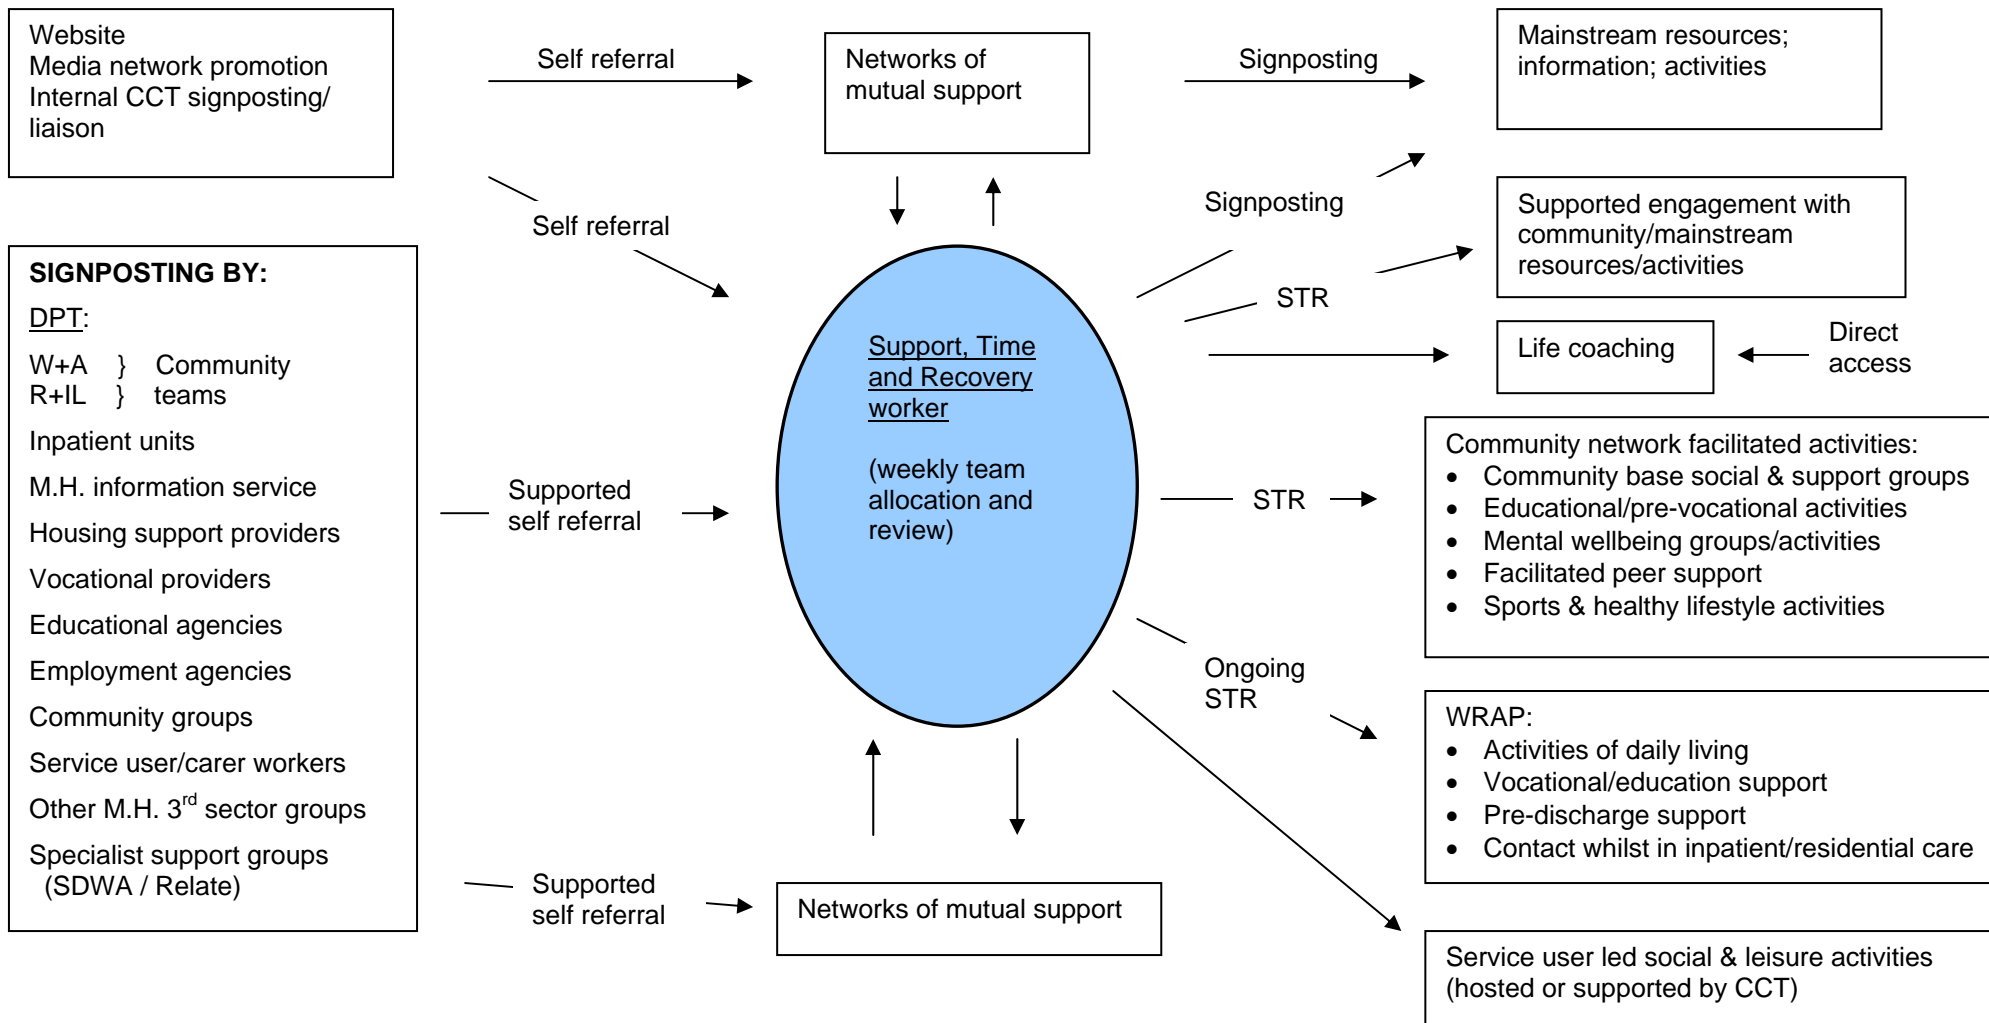 Website
Media network promotion
Internal CCT signposting/
liaison
Self referral
Networks of
mutual support
Signposting
Mainstream resources;
information; activities
Self referral
Signposting
Supported engagement with
community/mainstream
resources/activities
STR
Life coaching
Direct
access
SIGNPOSTING BY:
DPT:
W+A } Community
R+IL } teams
Inpatient units
M.H. information service
Housing support providers
Vocational providers
Educational agencies
Employment agencies
Community groups
Service user/carer workers
Other M.H. 3rd sector groups
Specialist support groups
(SDWA / Relate)
Supported
self referral
Support, Time
and Recovery
worker
(weekly team
allocation and
review)
STR
Community network facilitated activities:
• Community base social & support groups
• Educational/pre-vocational activities
• Mental wellbeing groups/activities
• Facilitated peer support
• Sports & healthy lifestyle activities
Ongoing
STR
WRAP:
• Activities of daily living
• Vocational/education support
• Pre-discharge support
• Contact whilst in inpatient/residential care
Supported
self referral
Networks of mutual support
Service user led social & leisure activities
(hosted or supported by CCT)